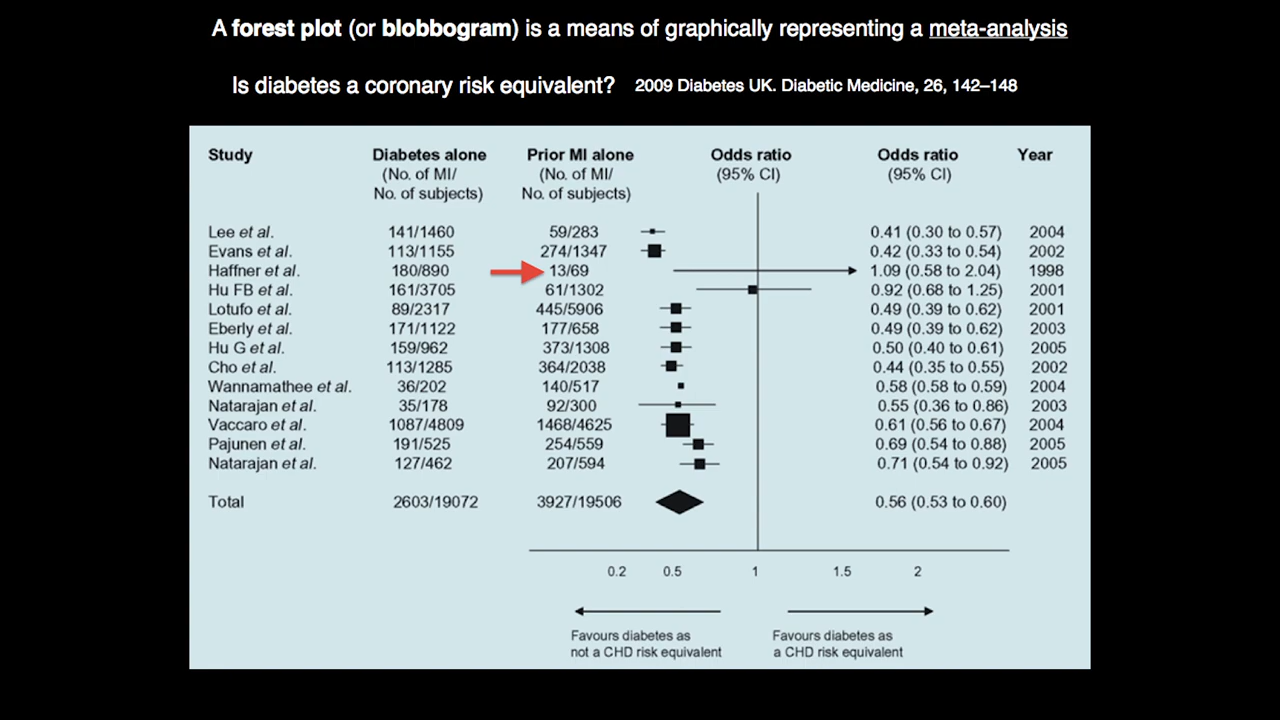 A forest plot (or blobbogram) is a means of graphically representing a meta-analysis
Is diabetes a coronary risk equivalent? 2009 Diabetes UK. Diabetic Medicine, 26, 142–148
Study Diabetes alone Prior MI alone Odds ratio Odds ratio Year
(No. of MI/ (No. of MI/ (95% CI) (95% CI)
No. of subjects) No. of subjects)
Lee et al. 141/1460 59/283 0.41 (0.30 to 0.57) 2004
Evans et al. 113/1155 274/1347 0.42 (0.33 to 0.54) 2002
Haffner et al. 180/890 13/69 1.09 (0.58 to 2.04) 1998
Hu FB et al. 161/3705 61/1302 0.92 (0.68 to 1.25) 2001
Lotufo et al. 89/2317 445/5906 0.49 (0.39 to 0.62) 2001
Eberly et al. 171/1122 177/658 0.49 (0.39 to 0.62) 2003
Hu G et al. 159/962 373/1308 0.50 (0.40 to 0.61) 2005
Cho et al. 113/1285 364/2038 0.44 (0.35 to 0.55) 2002
Wannamathee et al. 36/202 140/517 0.58 (0.58 to 0.59) 2004
Natarajan et al. 35/178 92/300 0.55 (0.36 to 0.86) 2003
Vaccaro et al. 1087/4809 1468/4625 0.61 (0.56 to 0.67) 2004
Pajunen et al. 191/525 254/559 0.69 (0.54 to 0.88) 2005
Natarajan et al. 127/462 207/594 0.71 (0.54 to 0.92) 2005
Total 2603/19072 3927/19506 0.56 (0.53 to 0.60)
0.2 0.5 1 1.5 2
Favours diabetes as Favours diabetes as
not a CHD risk equivalent a CHD risk equivalent